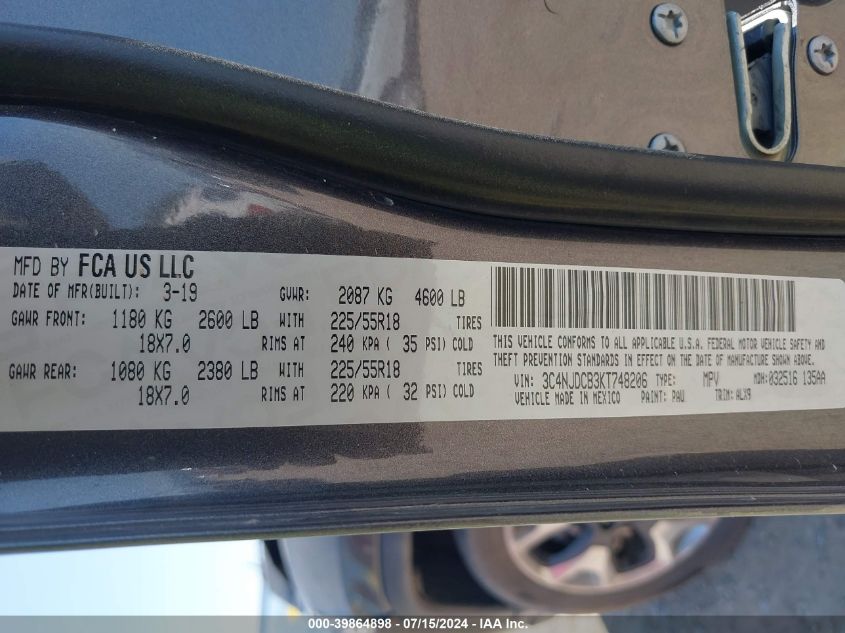 MFD BY FCA US LLC
DATE OF MFR(BUILT): 3-19 GVWR: 2087 KG 4600 LB
GAWR FRONT: 1180 KG 2600 LB WITH 225/55R18 TIRES
18X7.0 RIMS AT 240 KPA ( 35 PSI) COLD
GAWR REAR: 1080 KG 2380 LB WITH 225/55R18 TIRES
18X7.0 RIMS AT 220 KPA ( 32 PSI) COLD
THIS VEHICLE CONFORMS TO ALL APPLICABLE U.S.A. FEDERAL MOTOR VEHICLE SAFETY AND
THEFT PREVENTION STANDARDS IN EFFECT ON THE DATE OF MANUFACTURE SHOWN ABOVE.
VIN: 3C4NJDCB3KT748206 TYPE: MPV MDH: 032516 135AA
VEHICLE MADE IN MEXICO PAINT: PAU TRIM: ALX9
000-39864898 - 07/15/2024 - IAA Inc.